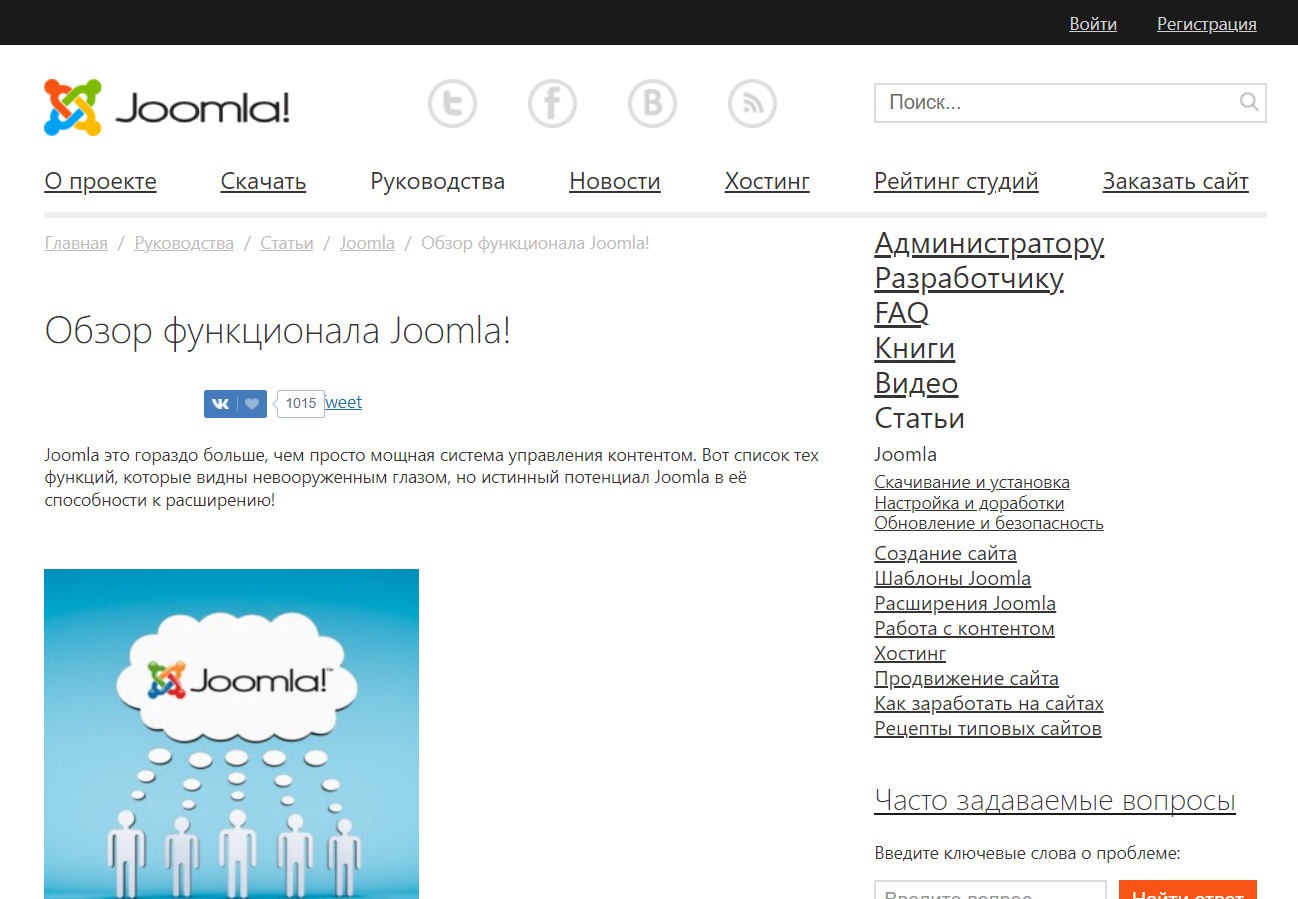 Войти Регистрация
Joomla!
Поиск...
О проекте Скачать Руководства Новости Хостинг Рейтинг студий Заказать сайт
Главная / Руководства / Статьи / Joomla / Обзор функционала Joomla!
Обзор функционала Joomla!
1015 weet
Joomla это гораздо больше, чем просто мощная система управления контентом. Вот список тех
функций, которые видны невооруженным глазом, но истинный потенциал Joomla в её
способности к расширению!
Joomla!™
Администратору
Разработчику
FAQ
Книги
Видео
Статьи
Joomla
Скачивание и установка
Настройка и доработки
Обновление и безопасность
Создание сайта
Шаблоны Joomla
Расширения Joomla
Работа с контентом
Хостинг
Продвижение сайта
Как заработать на сайтах
Рецепты типовых сайтов
Часто задаваемые вопросы
Введите ключевые слова о проблеме:
Введите вопрос Найти ответ